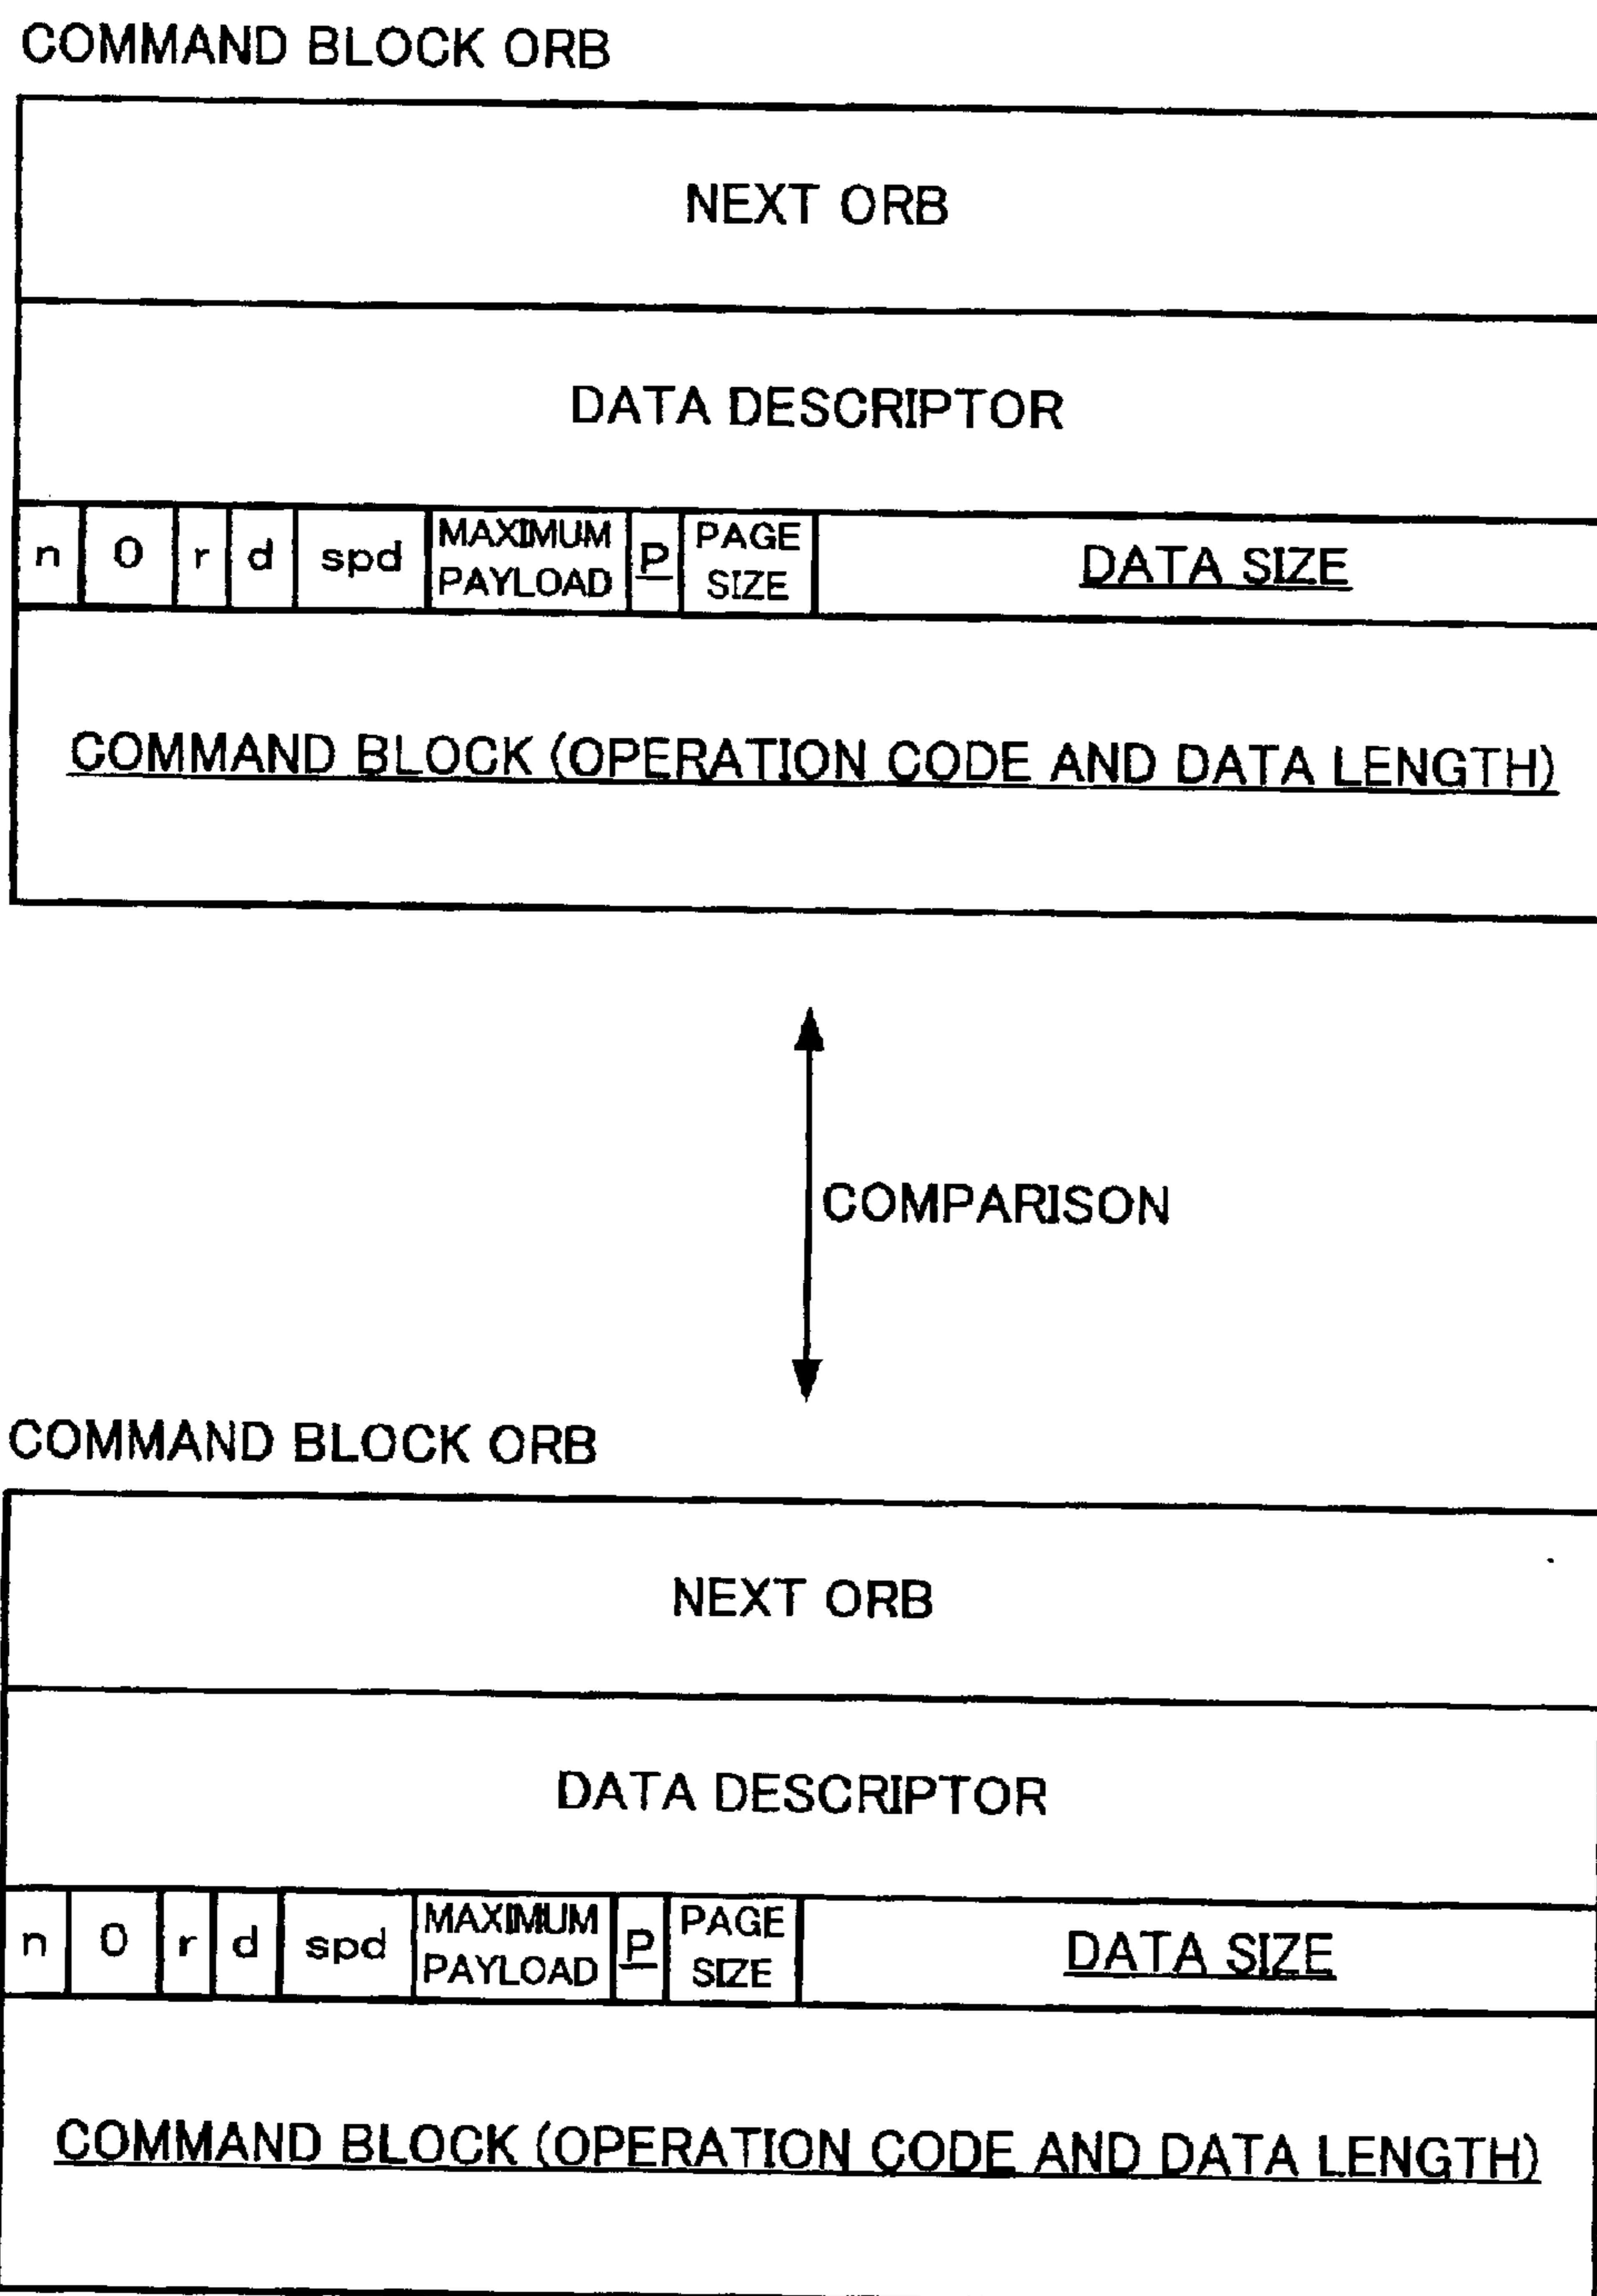 COMMAND BLOCK ORB
NEXT ORB
DATA DESCRIPTOR
n 0 r d spd MAXIMUM PAYLOAD P PAGE SIZE DATA SIZE
COMMAND BLOCK (OPERATION CODE AND DATA LENGTH)
COMPARISON
COMMAND BLOCK ORB
NEXT ORB
DATA DESCRIPTOR
n 0 r d spd MAXIMUM PAYLOAD P PAGE SIZE DATA SIZE
COMMAND BLOCK (OPERATION CODE AND DATA LENGTH)